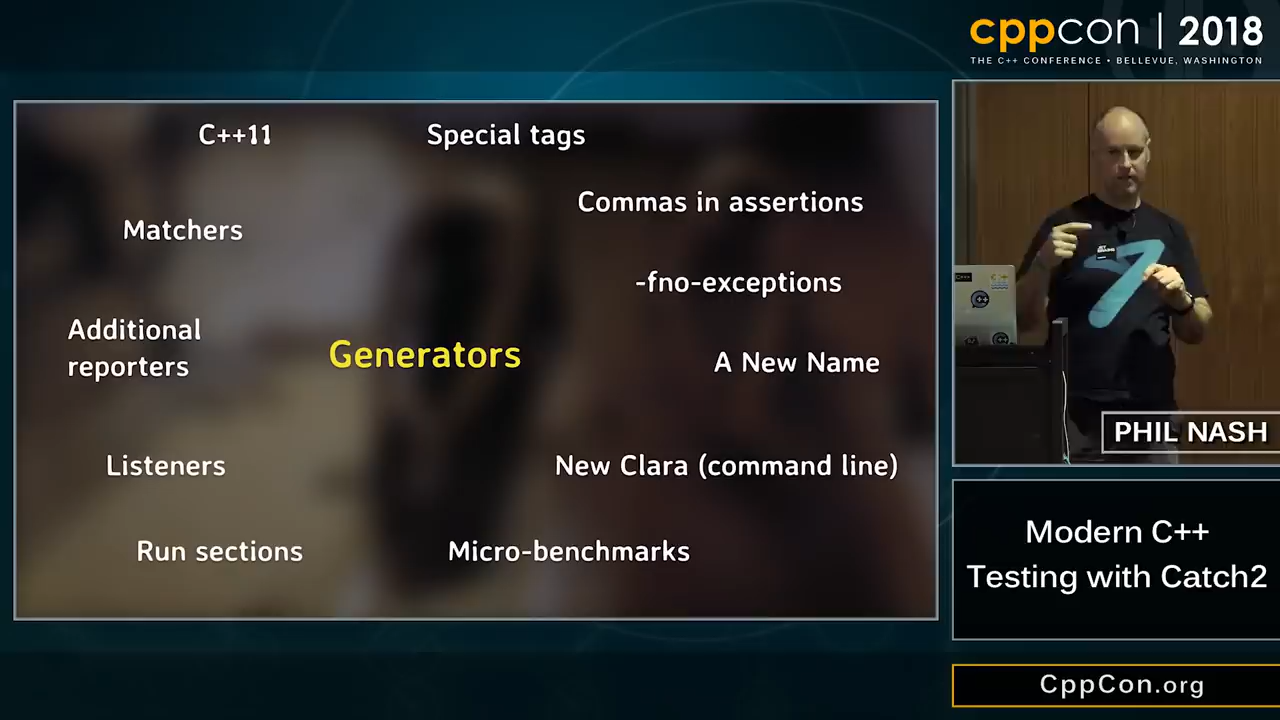 cppcon | 2018
THE C++ CONFERENCE • BELLEVUE, WASHINGTON
C++11
Special tags
Commas in assertions
Matchers
-fno-exceptions
Additional
reporters
Generators
A New Name
Listeners
New Clara (command line)
Run sections
Micro-benchmarks
PHIL NASH
Modern C++
Testing with Catch2
CppCon.org